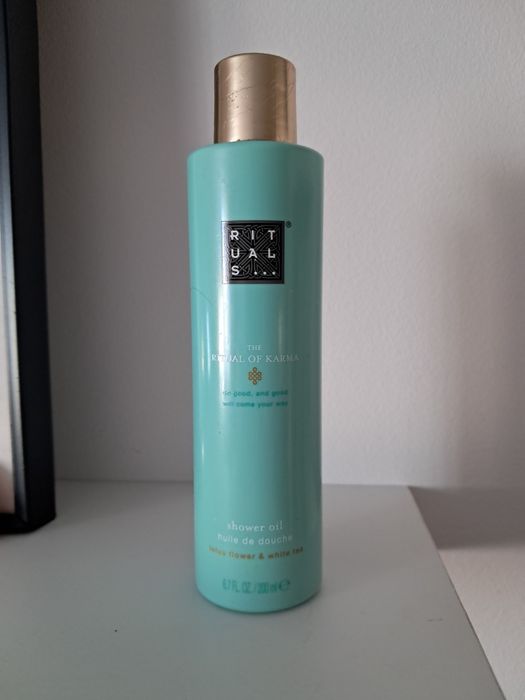 RIT
UAL
S...
®
THE
RITUAL OF KARMA
do good, and good
will come your way
shower oil
huile de douche
lotus flower & white tea
6.7 FL. OZ. / 200 ml ℮